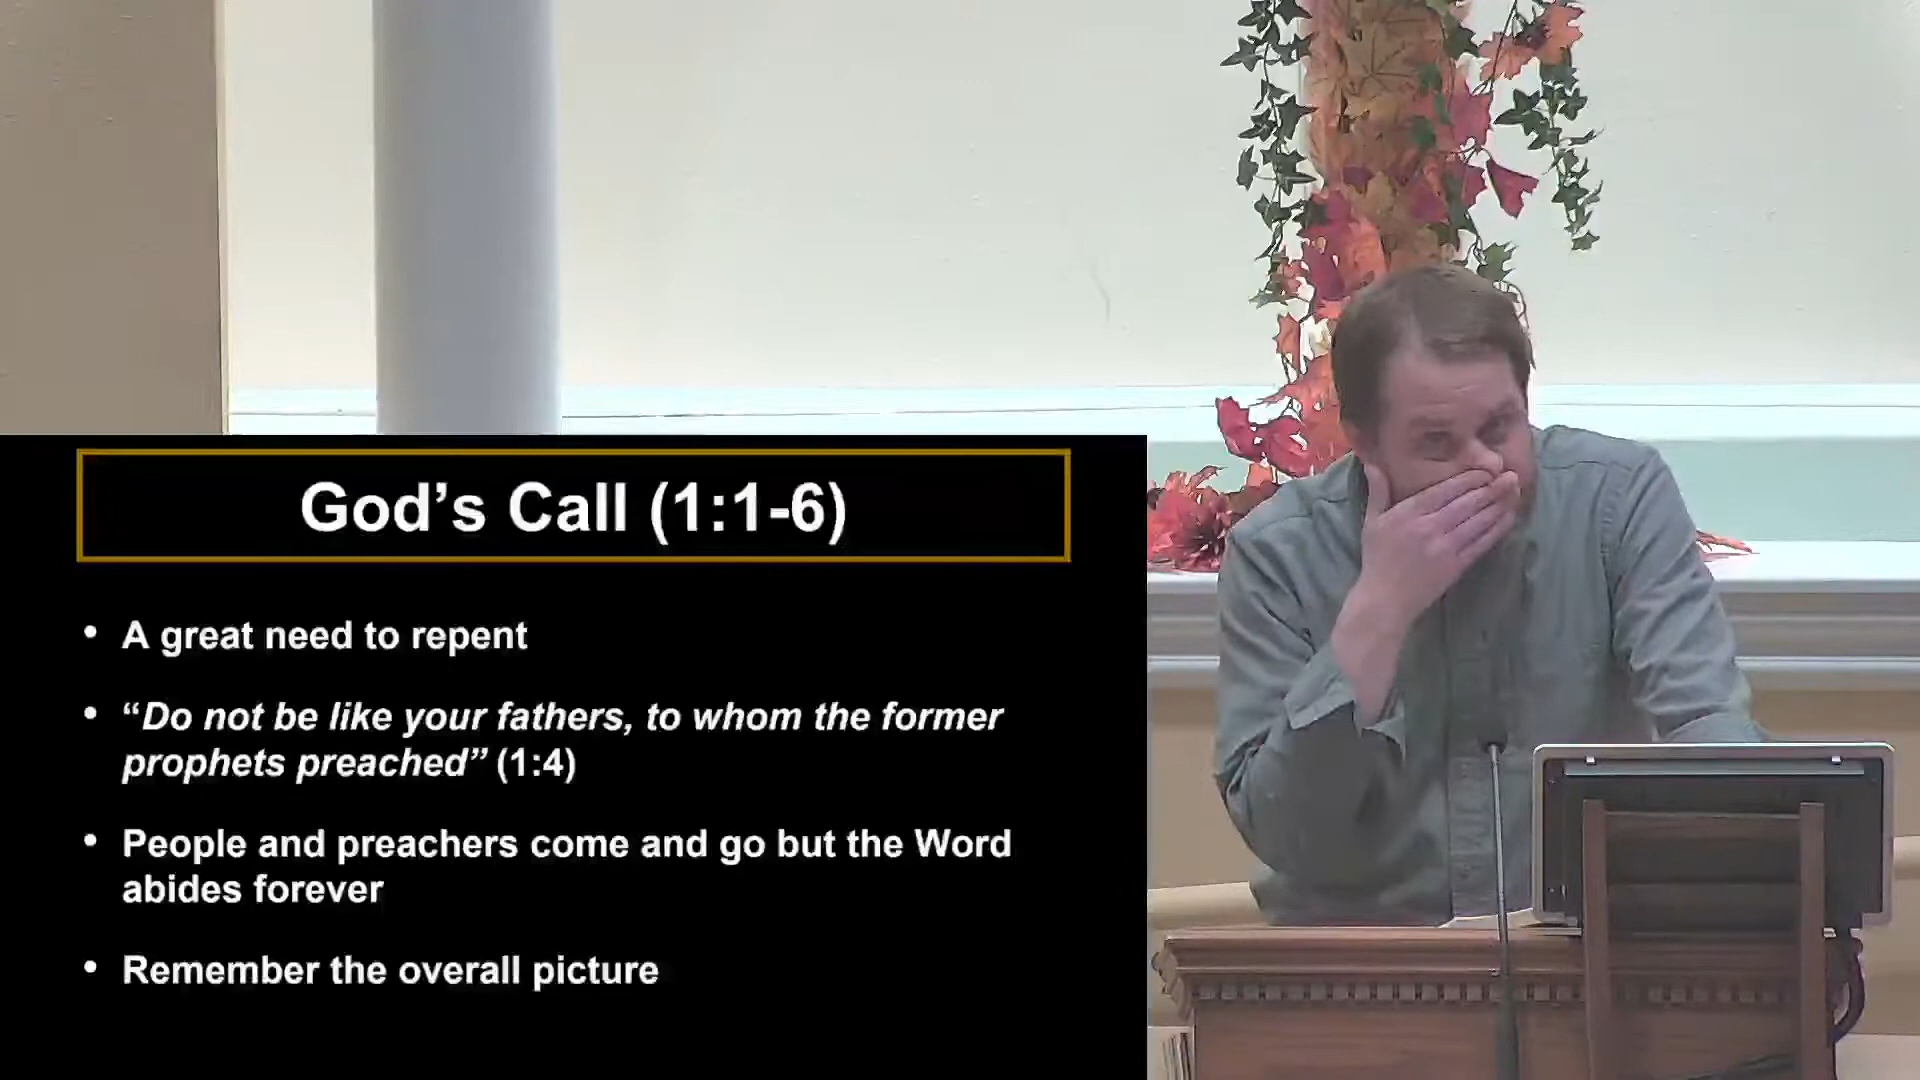 God’s Call (1:1-6)
• A great need to repent
• “Do not be like your fathers, to whom the former
prophets preached” (1:4)
• People and preachers come and go but the Word
abides forever
• Remember the overall picture